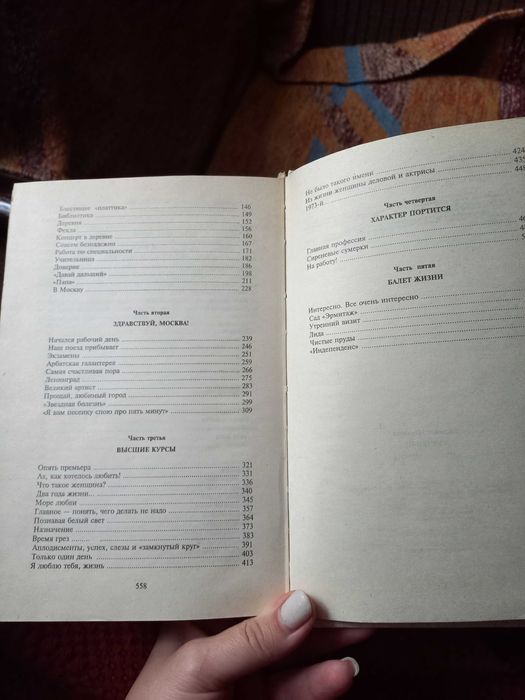 Блестящее «платтика» 146
Библиотека 149
Деревня 152
Фекла 156
Концерт в деревне 160
Совсем безнадежно 167
Работа по специальности 171
Учительница 182
Доверие 186
«Давай дальший» 198
«Папа» 211
В Москву 228
Часть вторая
ЗДРАВСТВУЙ, МОСКВА!
Начался рабочий день 239
Наш поезд прибывает 246
Экзамены 251
Арбатская галантерея 259
Самая счастливая пора 266
Ленинград 275
Великий артист 283
Прощай, любимый город 291
«Звездная болезнь» 299
«Я вам песенку спою про пять минут» 309
Часть третья
ВЫСШИЕ КУРСЫ
Опять премьера 321
Ах, как хотелось любить! 331
Что такое женщина? 336
Два года жизни... 340
Море любви 345
Главное — понять, чего делать не надо 357
Познавая белый свет 364
Назначение 373
Время грез 383
Аплодисменты, успех, слезы и «замкнутый круг» 391
Только один день 403
Я люблю тебя, жизнь 413
558
Не было такого имени 424
Из жизни женщины деловой и актрисы 435
1973-й
Часть четвертая
ХАРАКТЕР ПОРТИТСЯ
Главная профессия
Сиреневые сумерки
На работу!
Часть пятая
БАЛЕТ ЖИЗНИ
Интересно. Все очень интересно
Сад «Эрмитаж»
Утренний визит
Лида
Чистые пруды
«Индепенденс»